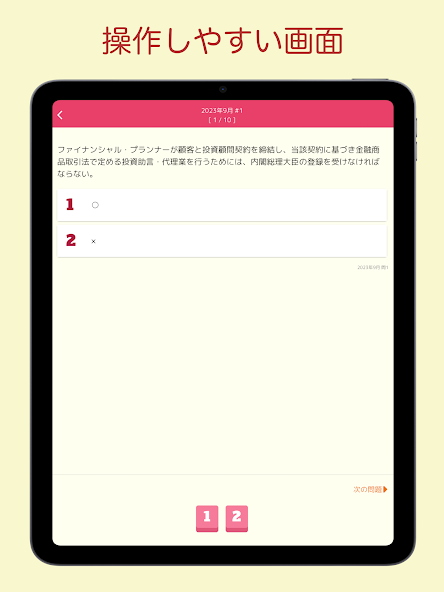 操作しやすい画面
2023年9月 #1
[ 1 / 10 ]
ファイナンシャル・プランナーが顧客と投資顧問契約を締結し、当該契約に基づき金融商
品取引法で定める投資助言・代理業を行うためには、内閣総理大臣の登録を受けなければ
ならない。
1 ○
2 ×
2023年9月 #1
次の問題
1 2